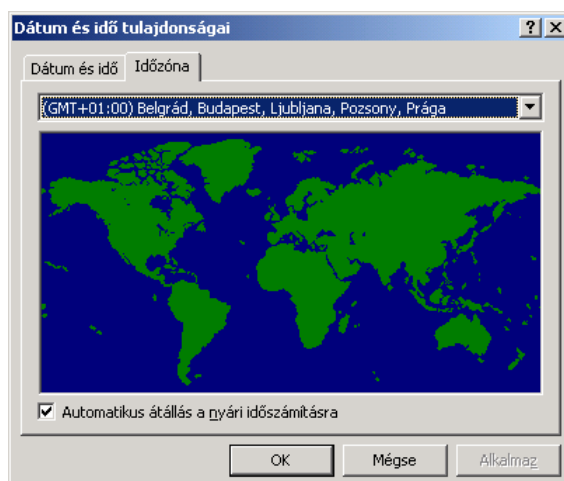 Dátum és idő tulajdonságai
Dátum és idő
Időzóna
(GMT+01:00) Belgrád, Budapest, Ljubljana, Pozsony, Prága
Automatikus átállás a nyári időszámításra
OK
Mégse
Alkalmaz